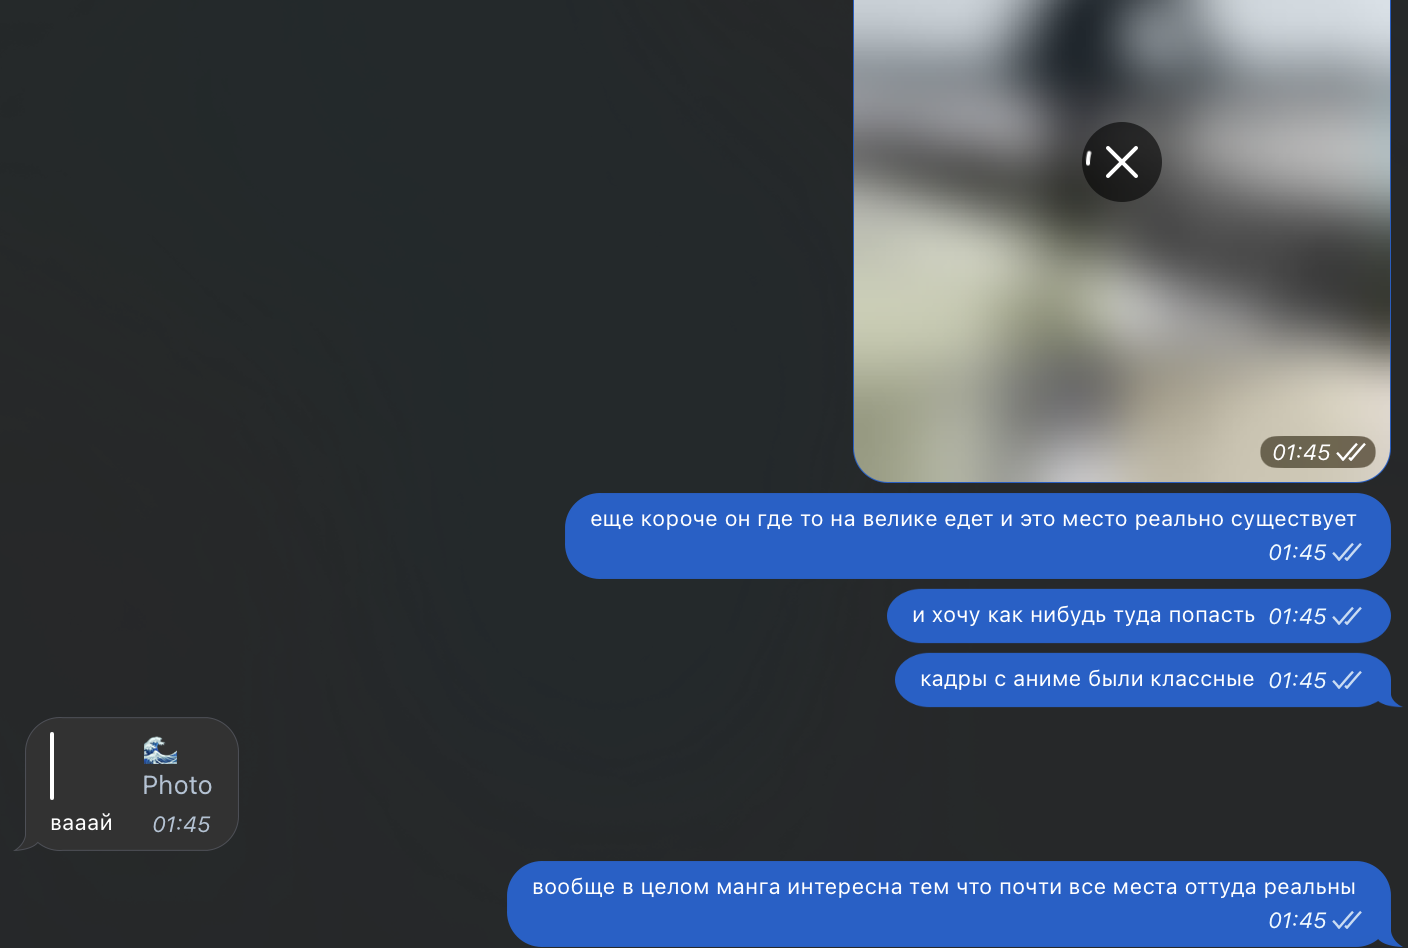 01:45
еще короче он где то на велике едет и это место реально существует
01:45
и хочу как нибудь туда попасть 01:45
кадры с аниме были классные 01:45
🌊
Photo
вааай 01:45
вообще в целом манга интересна тем что почти все места оттуда реальны
01:45